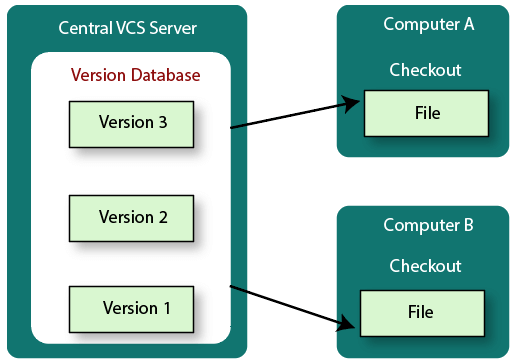 Central VCS Server
Version Database
Version 3
Version 2
Version 1
Computer A
Checkout
File
Computer B
Checkout
File